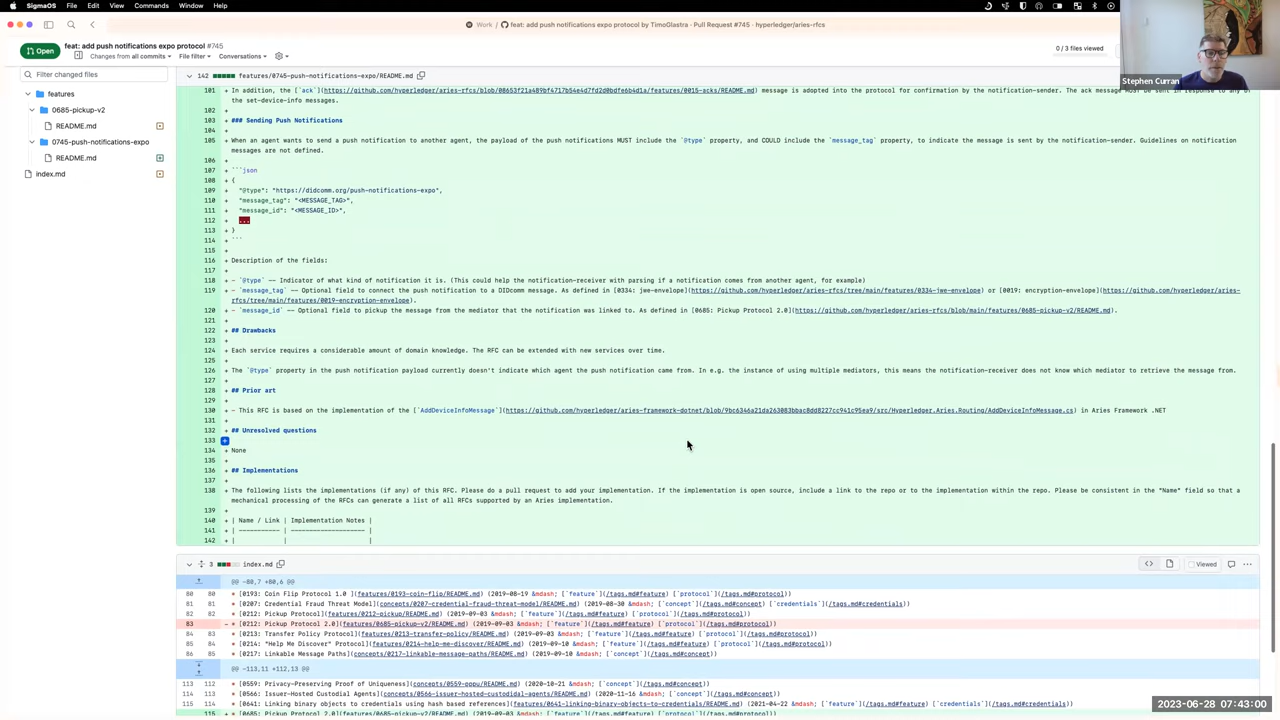 SigmaOS File Edit View Commands Window Help
Work / feat: add push notifications expo protocol by TimoGlastra · Pull Request #745 · hyperledger/aries-rfcs
Open feat: add push notifications expo protocol #745
Changes from all commits File filter Conversations
0 / 3 files viewed
Stephen Curran
Filter changed files
features
0685-pickup-v2
README.md
0745-push-notifications-expo
README.md
index.md
142 features/0745-push-notifications-expo/README.md
101 + In addition, the [`ack`](https://github.com/hyperledger/aries-rfcs/blob/08653f21a489bf4717b54e4d7fd2d0bdfe6b4d1a/features/0015-acks/README.md) message is adopted into the protocol for confirmation by the notification-sender. The ack message MUST be sent in response to any of
the set-device-info messages.
102 +
103 + ### Sending Push Notifications
104 +
105 + When an agent wants to send a push notification to another agent, the payload of the push notifications MUST include the `@type` property, and COULD include the `message_tag` property, to indicate the message is sent by the notification-sender. Guidelines on notification
messages are not defined.
106 +
107 + ```json
108 + {
109 + "@type": "https://didcomm.org/push-notifications-expo",
110 + "message_tag": "<MESSAGE_TAG>",
111 + "message_id": "<MESSAGE_ID>",
112 + ...
113 + }
114 + ```
115 +
116 + Description of the fields:
117 +
118 + - `@type` -- Indicator of what kind of notification it is. (This could help the notification-receiver with parsing if a notification comes from another agent, for example)
119 + - `message_tag` -- Optional field to connect the push notification to a DIDcomm message. As defined in [0334: jwe-envelope](https://github.com/hyperledger/aries-rfcs/tree/main/features/0334-jwe-envelope) or [0019: encryption-envelope](https://github.com/hyperledger/aries-
rfcs/tree/main/features/0019-encryption-envelope).
120 + - `message_id` -- Optional field to pickup the message from the mediator that the notification was linked to. As defined in [0685: Pickup Protocol 2.0](https://github.com/hyperledger/aries-rfcs/blob/main/features/0685-pickup-v2/README.md).
121 +
122 + ## Drawbacks
123 +
124 + Each service requires a considerable amount of domain knowledge. The RFC can be extended with new services over time.
125 +
126 + The `@type` property in the push notification payload currently doesn't indicate which agent the push notification came from. In e.g. the instance of using multiple mediators, this means the notification-receiver does not know which mediator to retrieve the message from.
127 +
128 + ## Prior art
129 +
130 + - This RFC is based on the implementation of the [`AddDeviceInfoMessage`](https://github.com/hyperledger/aries-framework-dotnet/blob/9bc6346a21da263083bbac8dd8227cc941c95ea9/src/Hyperledger.Aries.Routing/AddDeviceInfoMessage.cs) in Aries Framework .NET
131 +
132 + ## Unresolved questions
133 +
134 + None
135 +
136 + ## Implementations
137 +
138 + The following lists the implementations (if any) of this RFC. Please do a pull request to add your implementation. If the implementation is open source, include a link to the repo or to the implementation within the repo. Please be consistent in the "Name" field so that a
mechanical processing of the RFCs can generate a list of all RFCs supported by an Aries implementation.
139 +
140 + | Name / Link | Implementation Notes |
141 + | ----------- | -------------------- |
142 + | | |
3 index.md Viewed
@@ -88,7 +80,6 @@
80 81 * [0193: Coin Flip Protocol 1.0 ](features/0193-coin-flip/README.md) (2019-08-19 &mdash; [`feature`](/tags.md#feature) [`protocol`](/tags.md#protocol))
81 81 * [0207: Credential Fraud Threat Model](concepts/0207-credential-fraud-threat-model/README.md) (2019-08-30 &mdash; [`concept`](/tags.md#concept) [`credentials`](/tags.md#credentials))
82 82 * [0212: Pickup Protocol](features/0212-pickup/README.md) (2019-09-03 &mdash; [`feature`](/tags.md#feature) [`protocol`](/tags.md#protocol))
83 - * [0212: Pickup Protocol 2.0](features/0685-pickup-v2/README.md) (2019-09-03 &mdash; [`feature`](/tags.md#feature) [`protocol`](/tags.md#protocol))
84 83 * [0213: Transfer Policy Protocol](features/0213-transfer-policy/README.md) (2019-09-03 &mdash; [`feature`](/tags.md#feature) [`protocol`](/tags.md#protocol))
85 84 * [0214: "Help Me Discover" Protocol](features/0214-help-me-discover/README.md) (2019-09-10 &mdash; [`feature`](/tags.md#feature) [`protocol`](/tags.md#protocol))
86 85 * [0217: Linkable Message Paths](concepts/0217-linkable-message-paths/README.md) (2019-09-10 &mdash; [`concept`](/tags.md#concept))
@@ -113,11 +112,13 @@
113 112 * [0559: Privacy-Preserving Proof of Uniqueness](concepts/0559-pppu/README.md) (2020-10-21 &mdash; [`concept`](/tags.md#concept))
114 113 * [0566: Issuer-Hosted Custodial Agents](concepts/0566-issuer-hosted-custodidal-agents/README.md) (2020-11-16 &mdash; [`concept`](/tags.md#concept))
115 114 * [0641: Linking binary objects to credentials using hash based references](features/0641-linking-binary-objects-to-credentials/README.md) (2021-04-22 &mdash; [`feature`](/tags.md#feature) [`credentials`](/tags.md#credentials))
2023-06-28 07:43:00